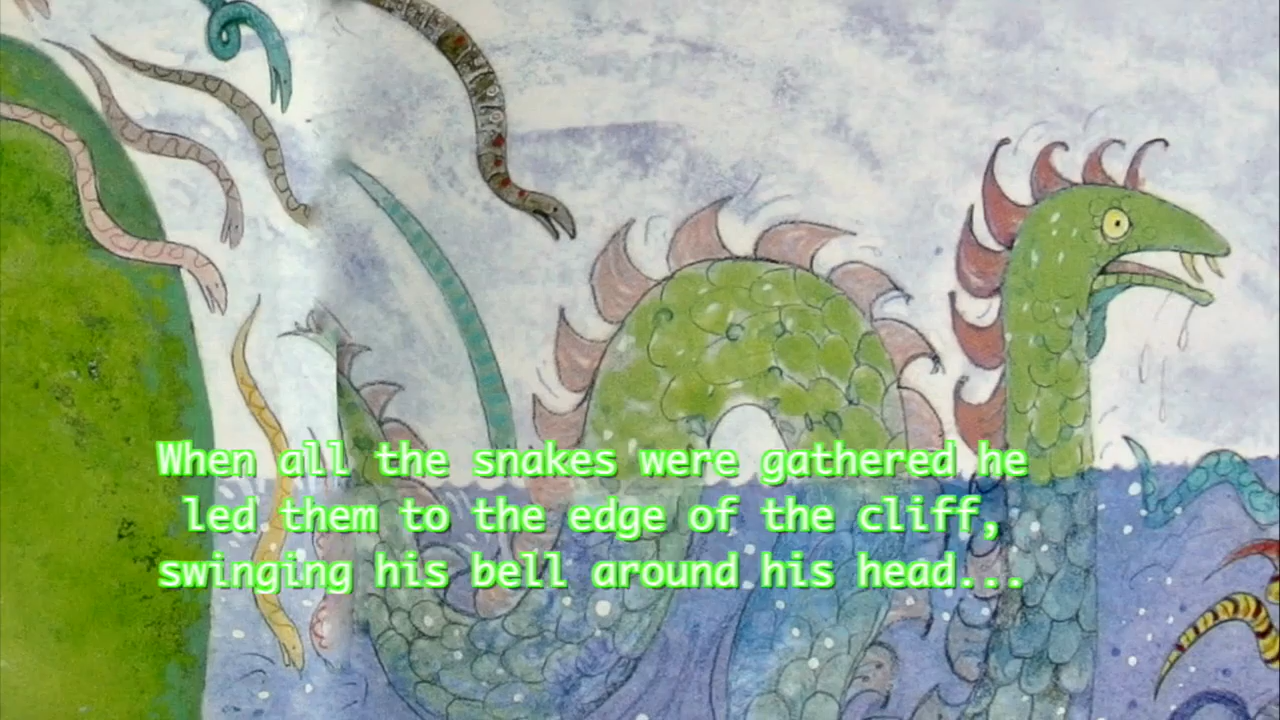 When all the snakes were gathered he
led them to the edge of the cliff,
swinging his bell around his head...